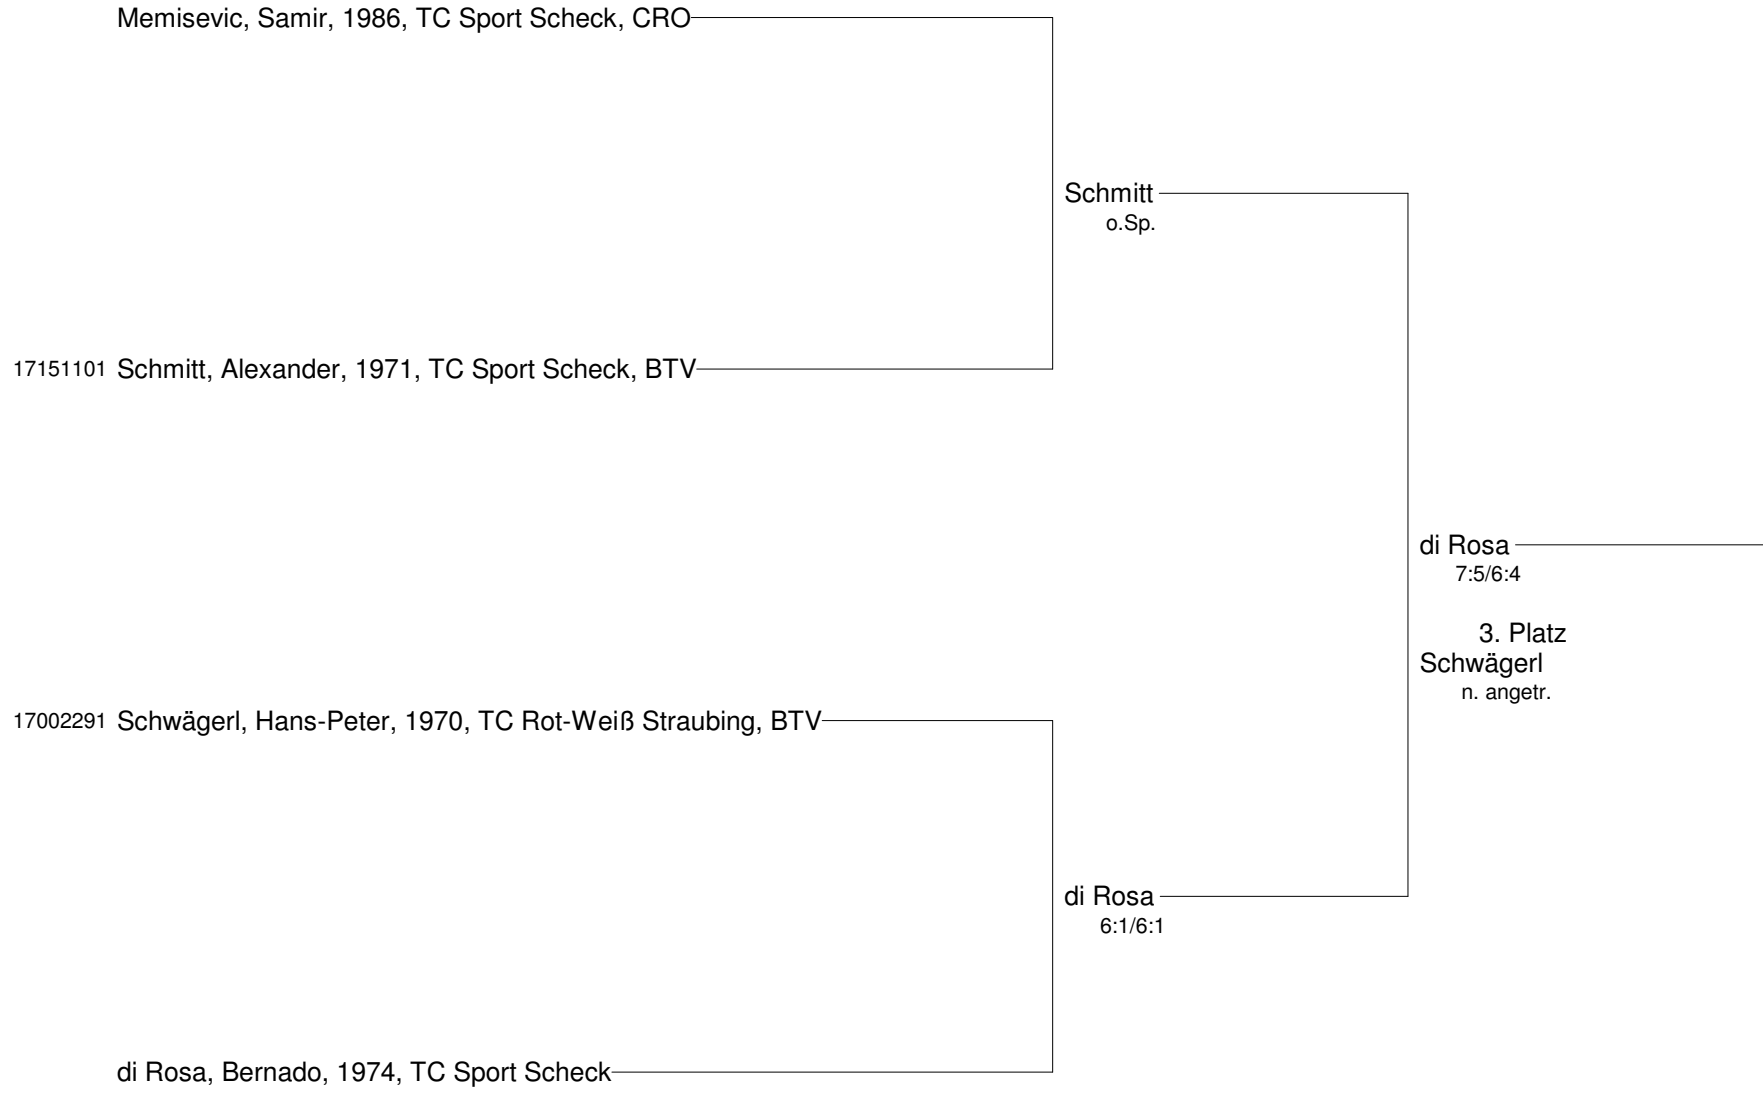 Memisevic, Samir, 1986, TC Sport Scheck, CRO
Schmitt
o.Sp.
17151101 Schmitt, Alexander, 1971, TC Sport Scheck, BTV
di Rosa
7:5/6:4
3. Platz
Schwägerl
n. angetr.
17002291 Schwägerl, Hans-Peter, 1970, TC Rot-Weiß Straubing, BTV
di Rosa
6:1/6:1
di Rosa, Bernado, 1974, TC Sport Scheck